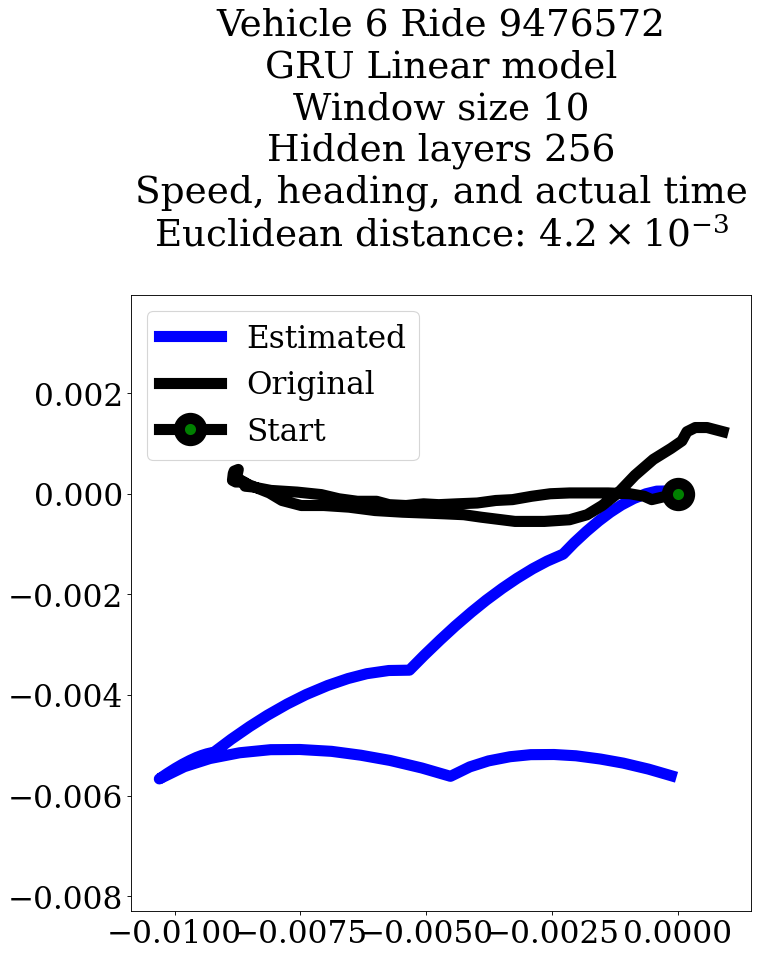 Vehicle 6 Ride 9476572
GRU Linear model
Window size 10
Hidden layers 256
Speed, heading, and actual time
Euclidean distance: 4.2 × 10⁻³
Estimated
Original
Start
0.002
0.000
−0.002
−0.004
−0.006
−0.008
−0.0100 −0.0075 −0.0050 −0.0025 0.0000